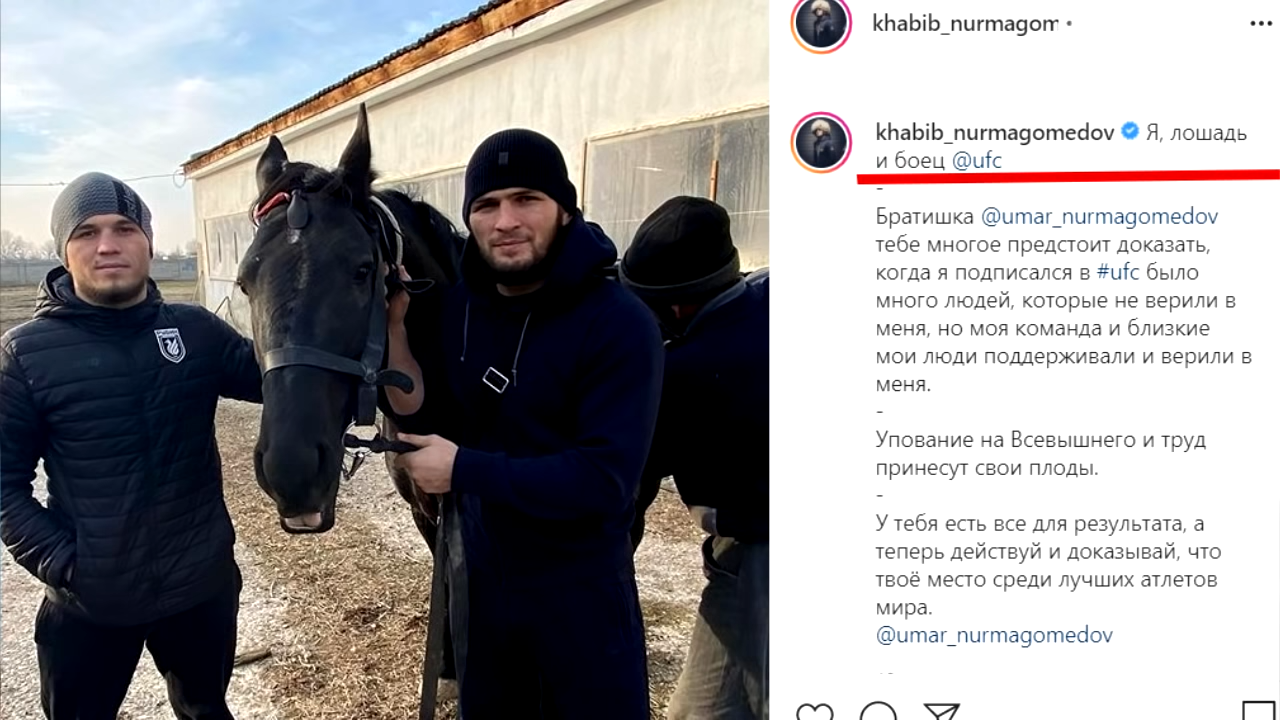 khabib_nurmagom •
khabib_nurmagomedov Я, лошадь
и боец @ufc
-
Братишка @umar_nurmagomedov
тебе многое предстоит доказать,
когда я подписался в #ufc было
много людей, которые не верили в
меня, но моя команда и близкие
мои люди поддерживали и верили в
меня.
-
Упование на Всевышнего и труд
принесут свои плоды.
-
У тебя есть все для результата, а
теперь действуй и доказывай, что
твоё место среди лучших атлетов
мира.
@umar_nurmagomedov